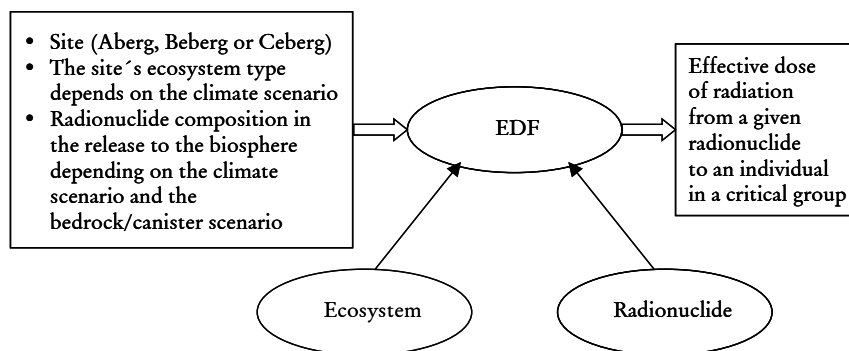 • Site (Aberg, Beberg or Ceberg)
• The site´s ecosystem type
depends on the climate scenario
• Radionuclide composition in
the release to the biosphere
depending on the climate
scenario and the
bedrock/canister scenario
EDF
Effective dose
of radiation
from a given
radionuclide
to an individual
in a critical group
Ecosystem
Radionuclide